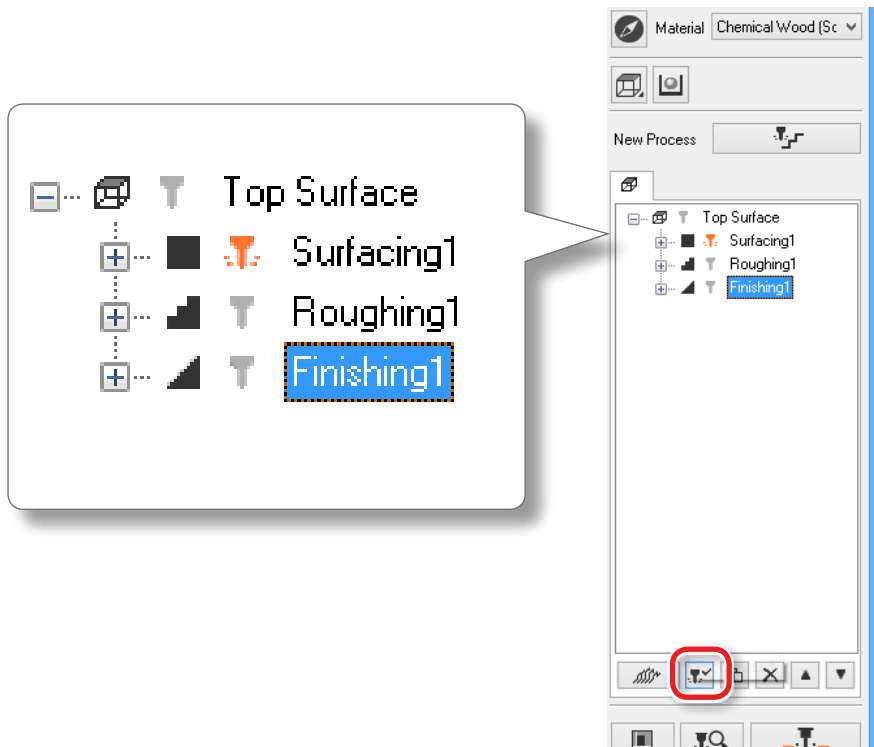 Material Chemical Wood (Sc
New Process
Top Surface
Surfacing1
Roughing1
Finishing1
Top Surface
Surfacing1
Roughing1
Finishing1